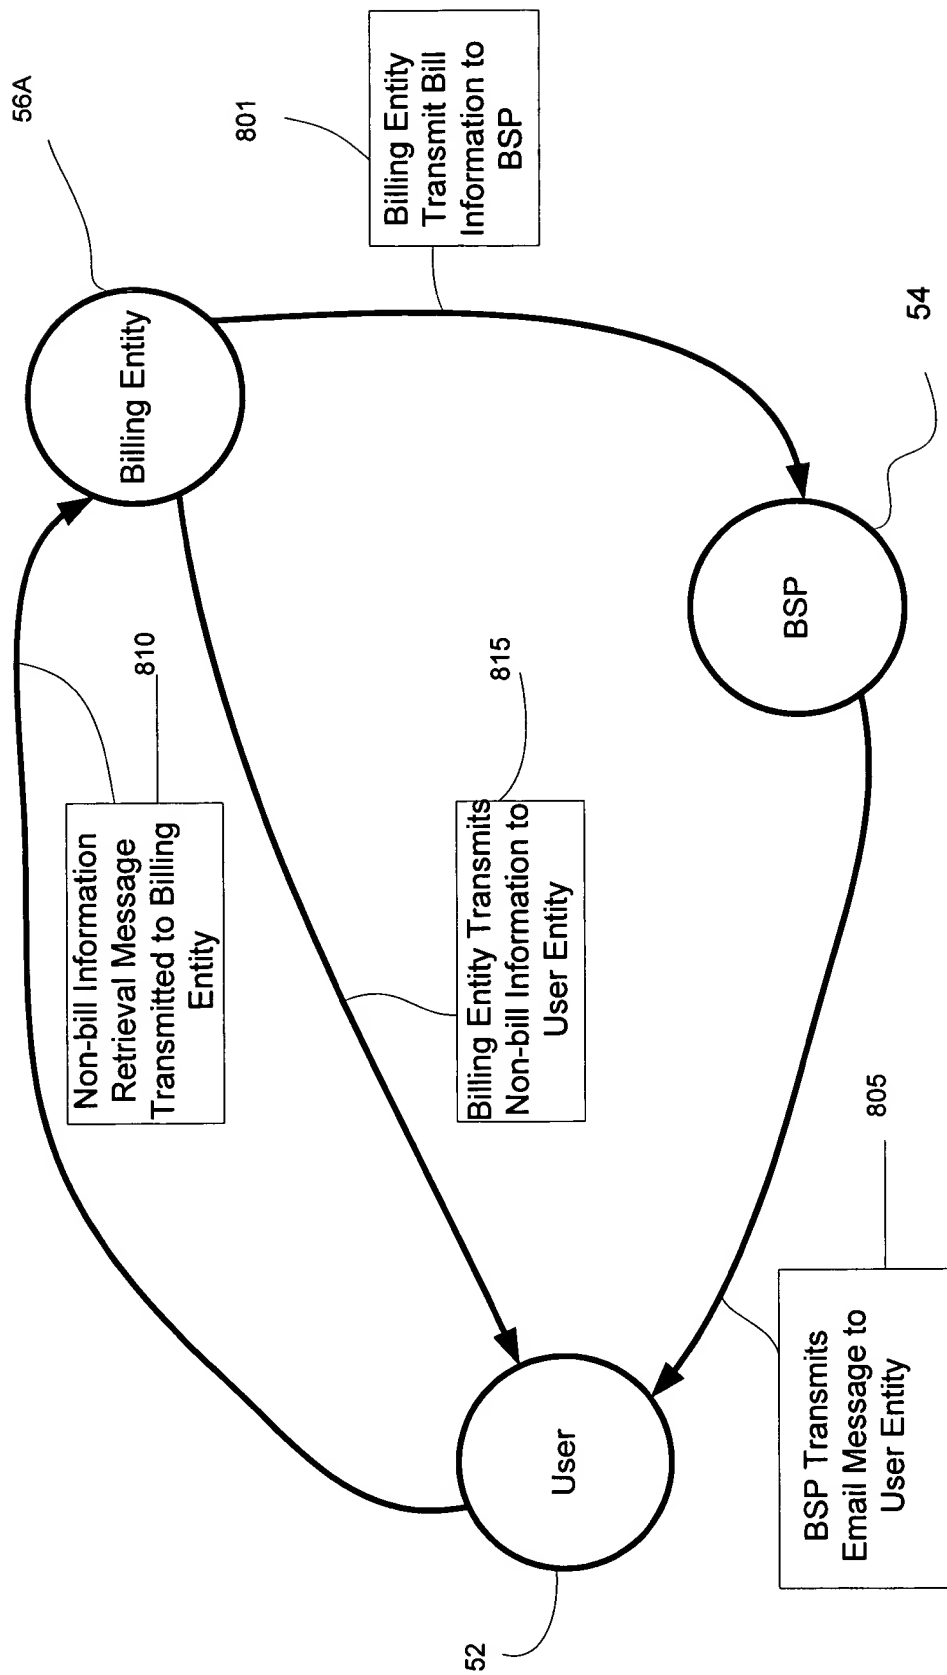 56A
Billing Entity
801
Billing Entity
Transmit Bill
Information to
BSP
Non-bill Information
Retrieval Message
Transmitted to Billing
Entity
810
Billing Entity Transmits
Non-bill Information to
User Entity
815
BSP
54
User
52
BSP Transmits
Email Message to
User Entity
805